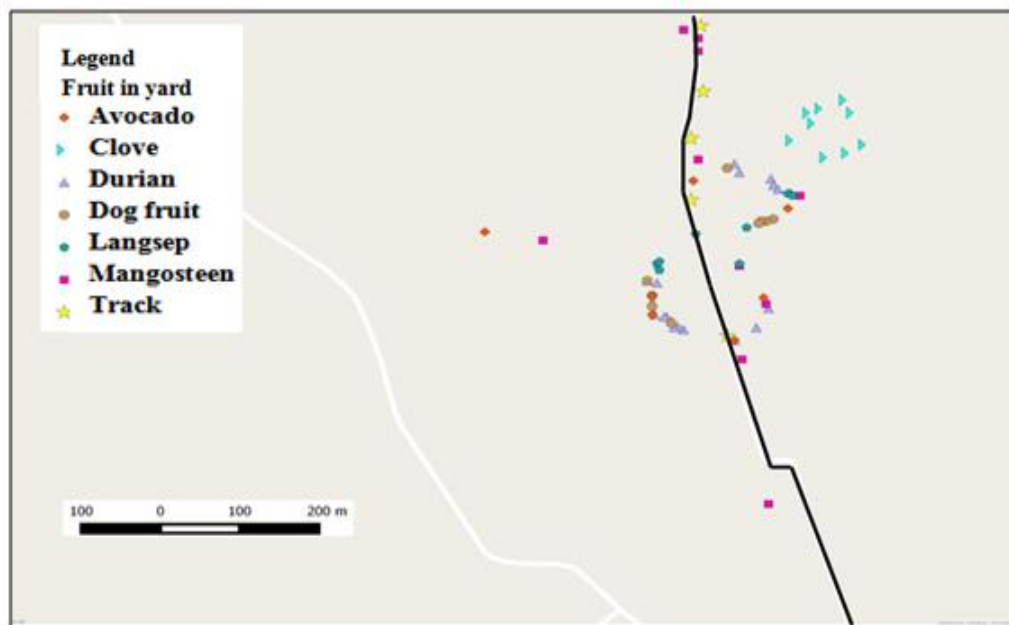 Legend
Fruit in yard
Avocado
Clove
Durian
Dog fruit
Langsep
Mangosteen
Track
100 0 100 200 m